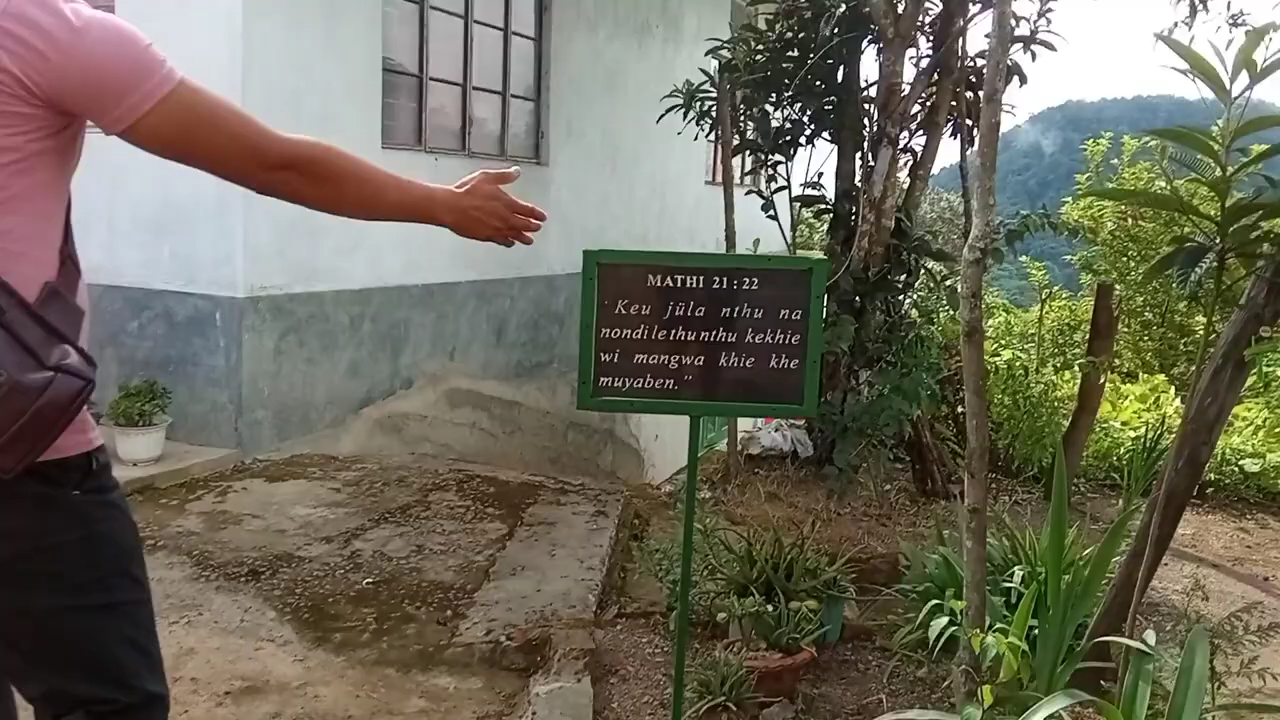 MATHI 21:22
"Keu jüla nthu na
nondilethunthu kekhie
wi mangwa khie khe
muyaben."